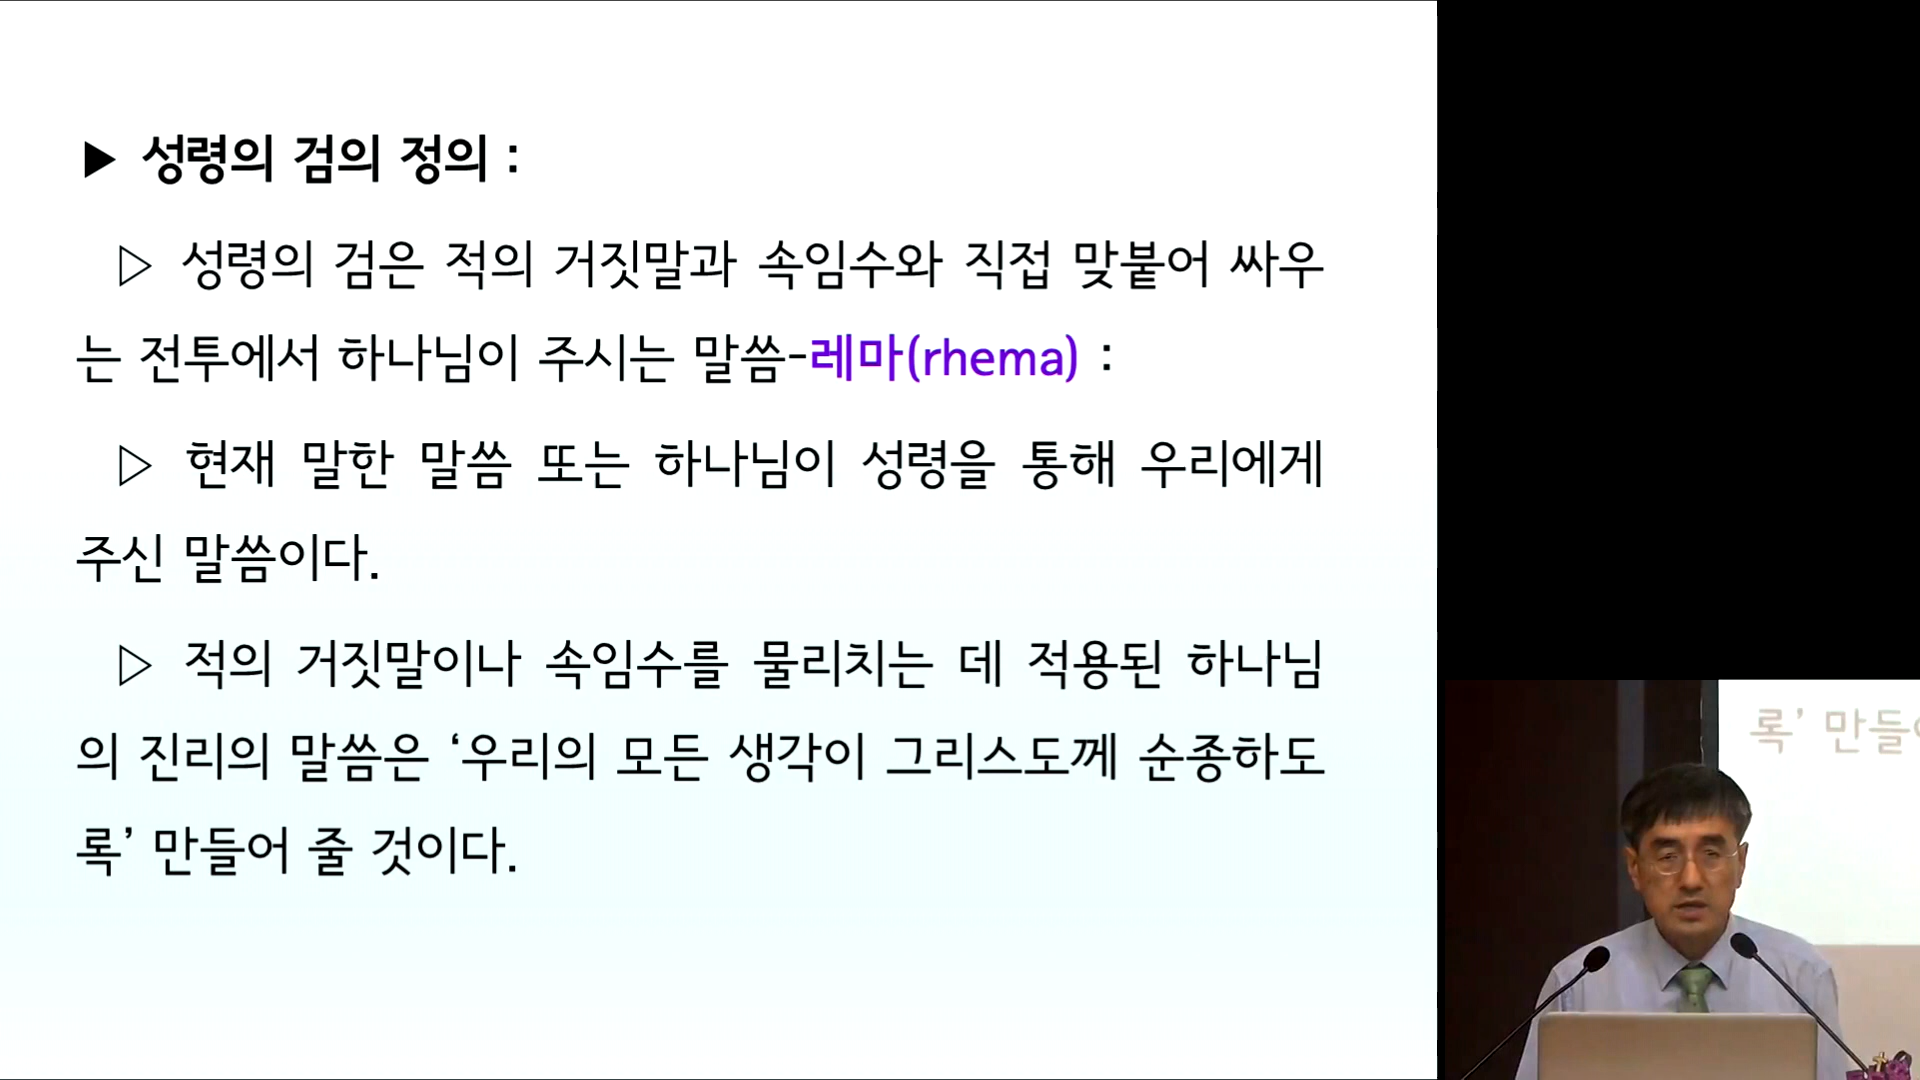 ▶ 성령의 검의 정의 :
▷ 성령의 검은 적의 거짓말과 속임수와 직접 맞붙어 싸우
는 전투에서 하나님이 주시는 말씀-레마(rhema) :
▷ 현재 말한 말씀 또는 하나님이 성령을 통해 우리에게
주신 말씀이다.
▷ 적의 거짓말이나 속임수를 물리치는 데 적용된 하나님
의 진리의 말씀은 ‘우리의 모든 생각이 그리스도께 순종하도
록’ 만들어 줄 것이다.
록’ 만들